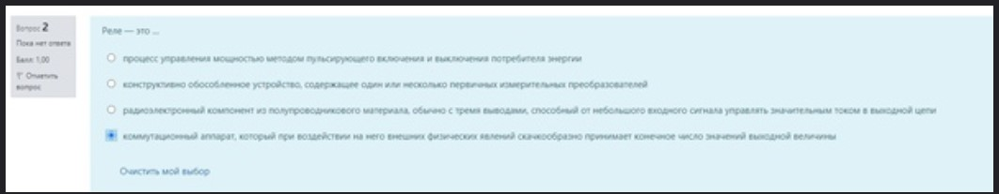 Вопрос 2
Пока нет ответа
Балл: 1,00
Отметить
вопрос
Реле — это ...
процесс управления мощностью методом пульсирующего включения и выключения потребителя энергии
конструктивно обособленное устройство, содержащее один или несколько первичных измерительных преобразователей
радиоэлектронный компонент из полупроводникового материала, обычно с тремя выводами, способный от небольшого входного сигнала управлять значительным током в выходной цепи
коммутационный аппарат, который при воздействии на него внешних физических явлений скачкообразно принимает конечное число значений выходной величины
Очистить мой выбор